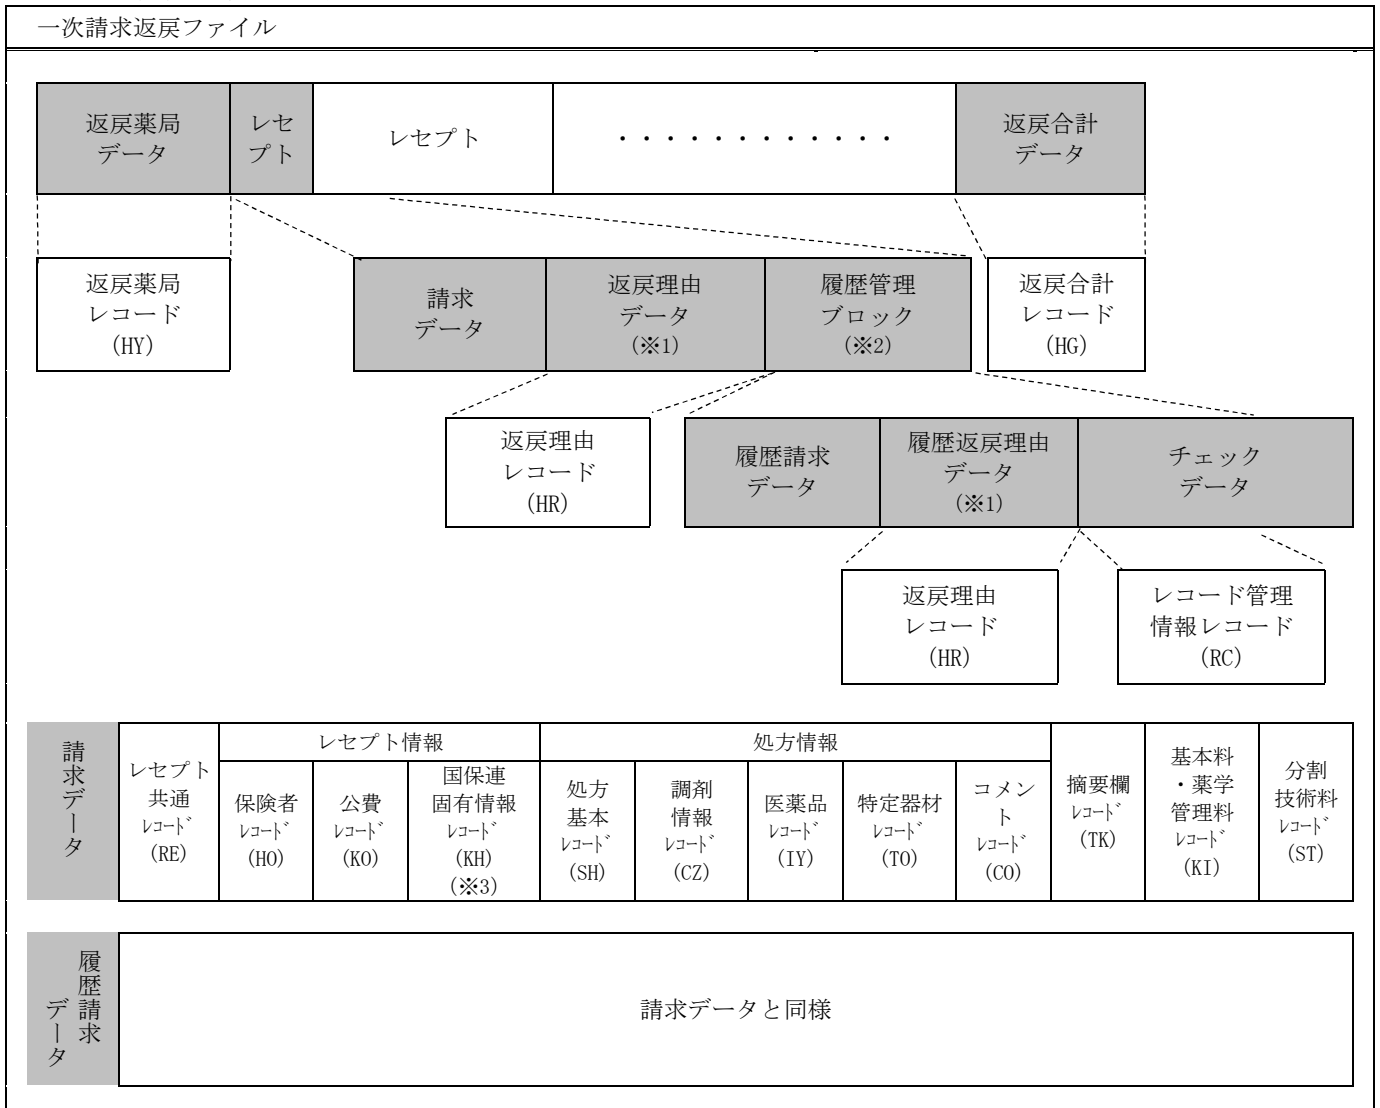 一次請求返戻ファイル
返戻薬局
データ
レセ
プト
レセプト
・・・・・・・・・・・・
返戻合計
データ
返戻薬局
レコード
(HY)
請求
データ
返戻理由
データ
(※1)
履歴管理
ブロック
(※2)
返戻合計
レコード
(HG)
返戻理由
レコード
(HR)
履歴請求
データ
履歴返戻理由
データ
(※1)
チェック
データ
返戻理由
レコード
(HR)
レコード管理
情報レコード
(RC)
請求データ
レセプト
共通
ﾚｺｰﾄﾞ
(RE)
レセプト情報
保険者
ﾚｺｰﾄﾞ
(HO)
公費
ﾚｺｰﾄﾞ
(KO)
国保連
固有情報
ﾚｺｰﾄﾞ
(KH)
(※3)
処方情報
処方
基本
ﾚｺｰﾄﾞ
(SH)
調剤
情報
ﾚｺｰﾄﾞ
(CZ)
医薬品
ﾚｺｰﾄﾞ
(IY)
特定器材
ﾚｺｰﾄﾞ
(TO)
コメン
ト
ﾚｺｰﾄﾞ
(CO)
摘要欄
ﾚｺｰﾄﾞ
(TK)
基本料
・薬学
管理料
ﾚｺｰﾄﾞ
(KI)
分割
技術料
ﾚｺｰﾄﾞ
(ST)
履歴請求
データ
請求データと同様